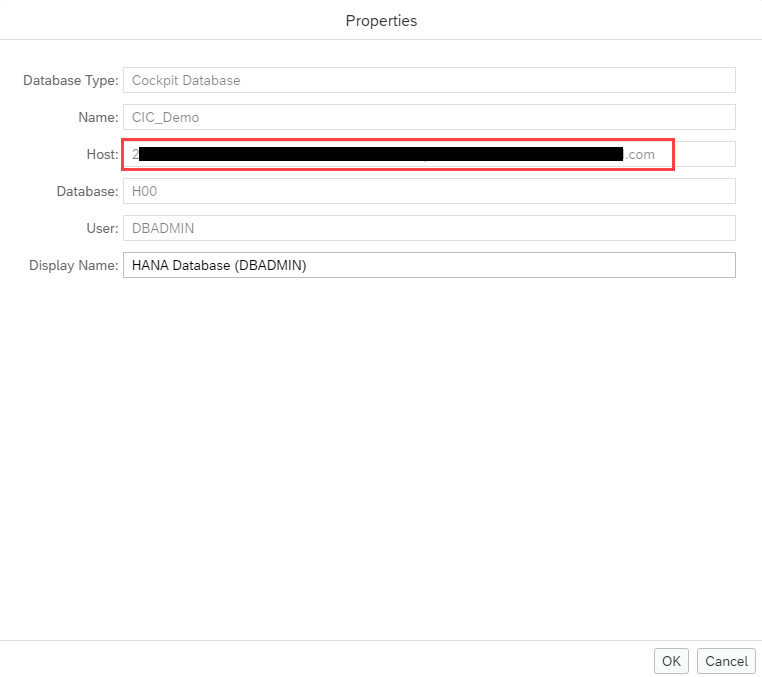 Properties
Database Type: Cockpit Database
Name: CIC_Demo
Host: 2 .com
Database: H00
User: DBADMIN
Display Name: HANA Database (DBADMIN)
OK Cancel